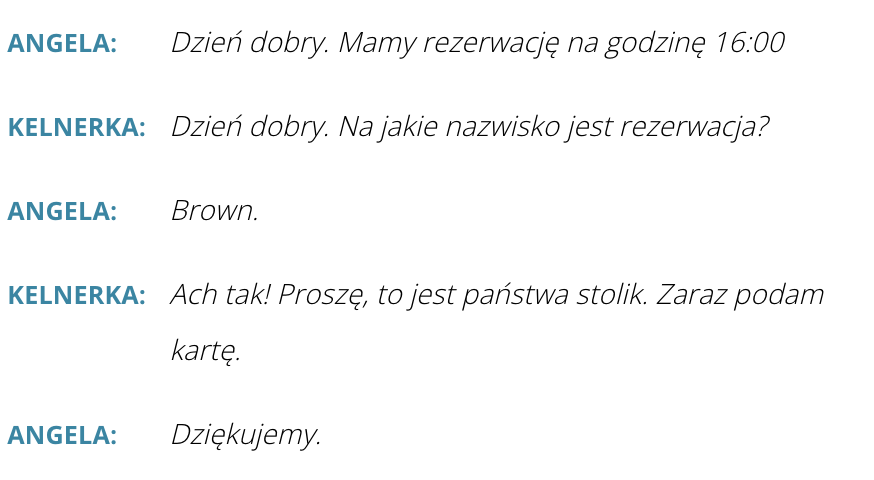 ANGELA: Dzień dobry. Mamy rezerwację na godzinę 16:00
KELNERKA: Dzień dobry. Na jakie nazwisko jest rezerwacja?
ANGELA: Brown.
KELNERKA: Ach tak! Proszę, to jest państwa stolik. Zaraz podam
kartę.
ANGELA: Dziękujemy.